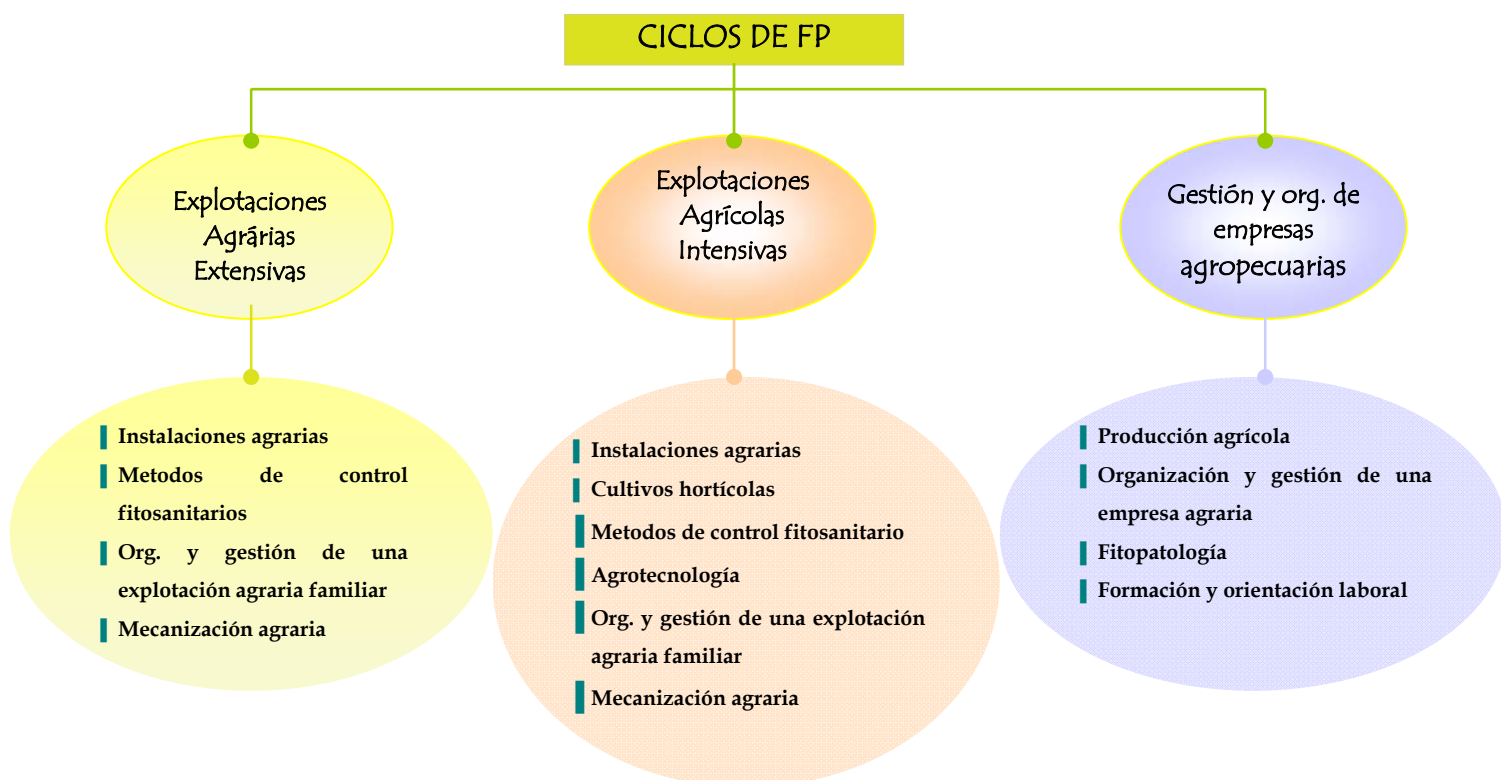 CICLOS DE FP
Explotaciones
Agrárias
Extensivas
Explotaciones
Agrícolas
Intensivas
Gestión y org. de
empresas
agropecuarias
Instalaciones agrarias
Metodos de control
fitosanitarios
Org. y gestión de una
explotación agraria familiar
Mecanización agraria
Instalaciones agrarias
Cultivos hortícolas
Metodos de control fitosanitario
Agrotecnología
Org. y gestión de una explotación
agraria familiar
Mecanización agraria
Producción agrícola
Organización y gestión de una
empresa agraria
Fitopatología
Formación y orientación laboral